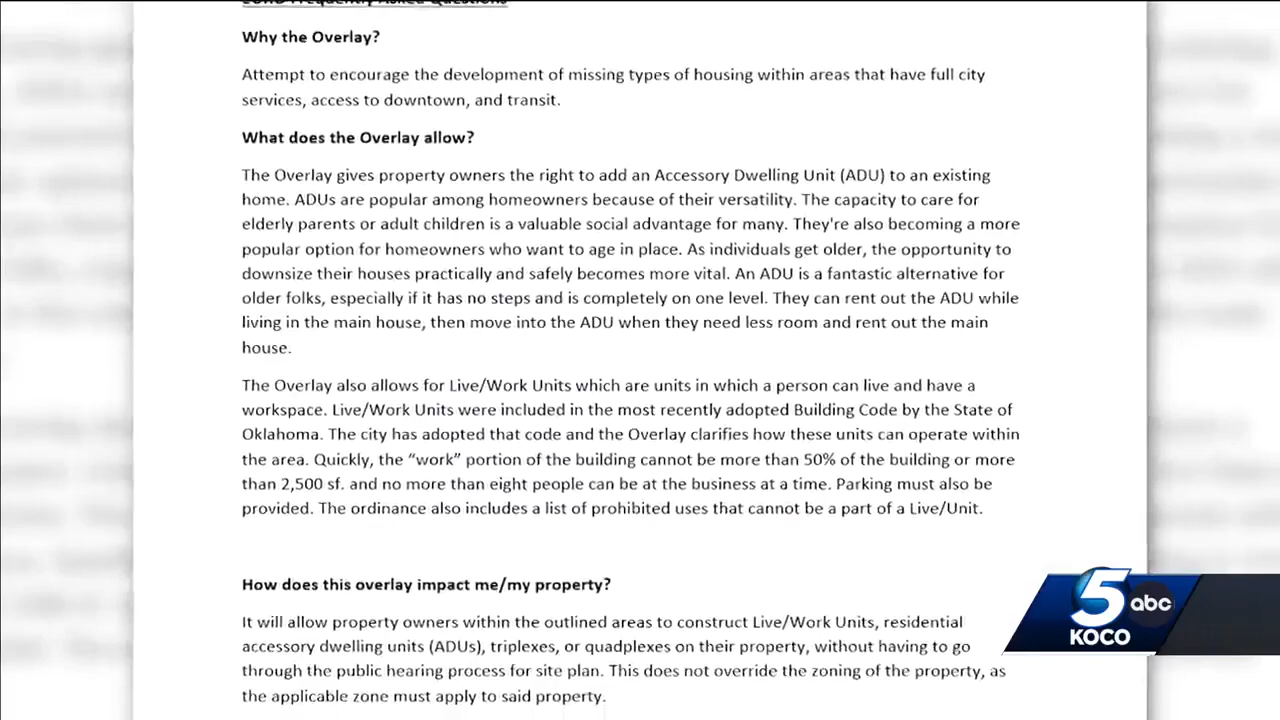 Frequently Asked Questions
Why the Overlay?
Attempt to encourage the development of missing types of housing within areas that have full city
services, access to downtown, and transit.
What does the Overlay allow?
The Overlay gives property owners the right to add an Accessory Dwelling Unit (ADU) to an existing
home. ADUs are popular among homeowners because of their versatility. The capacity to care for
elderly parents or adult children is a valuable social advantage for many. They're also becoming a more
popular option for homeowners who want to age in place. As individuals get older, the opportunity to
downsize their houses practically and safely becomes more vital. An ADU is a fantastic alternative for
older folks, especially if it has no steps and is completely on one level. They can rent out the ADU while
living in the main house, then move into the ADU when they need less room and rent out the main
house.
The Overlay also allows for Live/Work Units which are units in which a person can live and have a
workspace. Live/Work Units were included in the most recently adopted Building Code by the State of
Oklahoma. The city has adopted that code and the Overlay clarifies how these units can operate within
the area. Quickly, the “work” portion of the building cannot be more than 50% of the building or more
than 2,500 sf. and no more than eight people can be at the business at a time. Parking must also be
provided. The ordinance also includes a list of prohibited uses that cannot be a part of a Live/Unit.
How does this overlay impact me/my property?
It will allow property owners within the outlined areas to construct Live/Work Units, residential
accessory dwelling units (ADUs), triplexes, or quadplexes on their property, without having to go
through the public hearing process for site plan. This does not override the zoning of the property, as
the applicable zone must apply to said property.
5 abc
KOCO